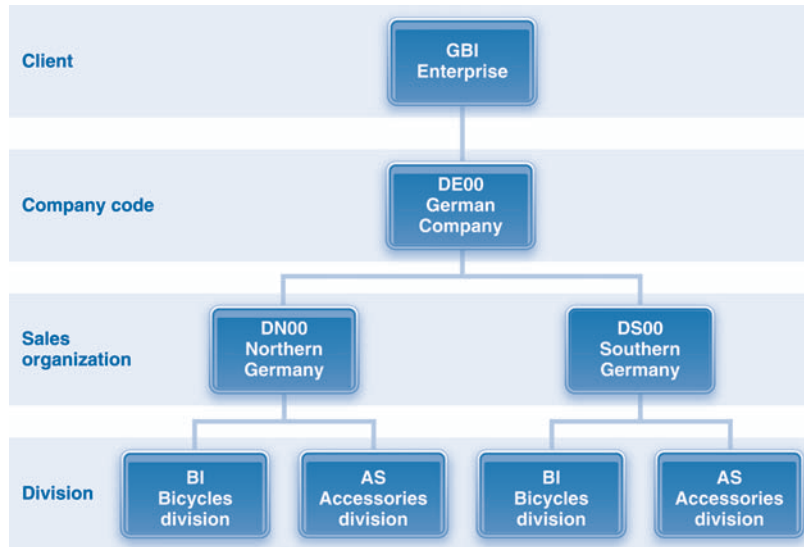 Client
GBI
Enterprise
Company code
DE00
German
Company
Sales
organization
DN00
Northern
Germany
DS00
Southern
Germany
Division
BI
Bicycles
division
AS
Accessories
division
BI
Bicycles
division
AS
Accessories
division